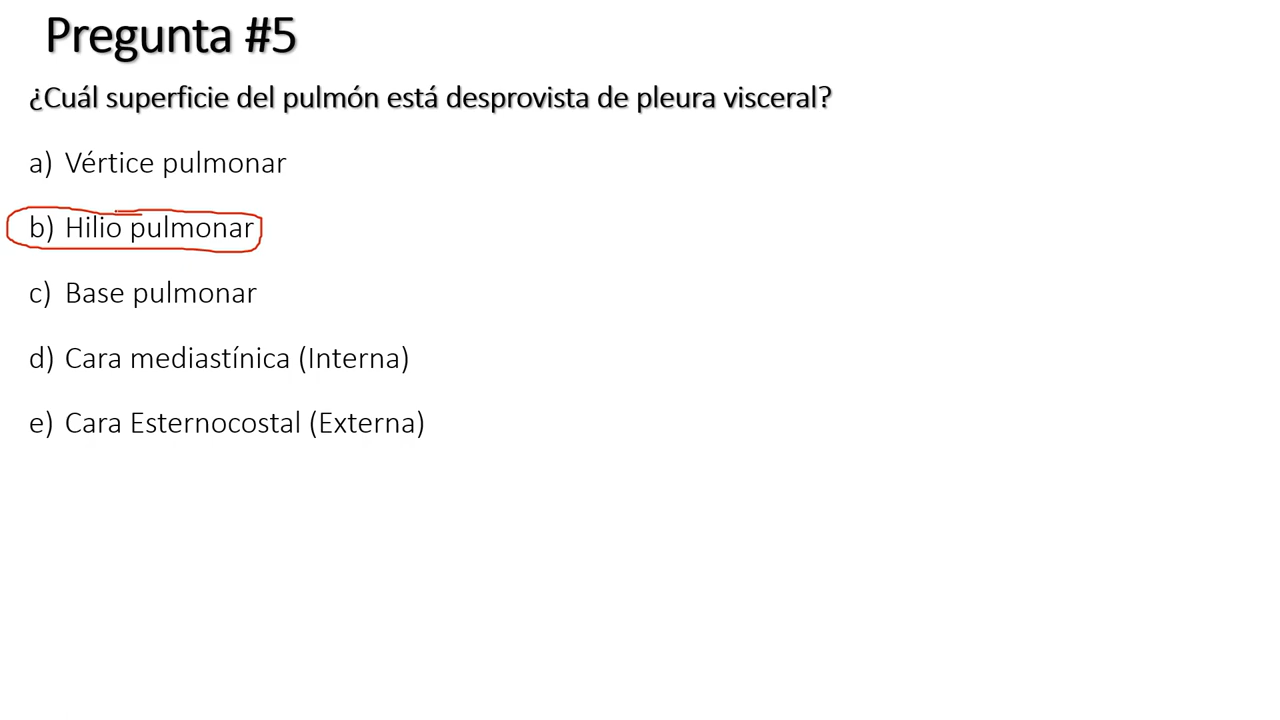 Pregunta #5
¿Cuál superficie del pulmón está desprovista de pleura visceral?
a) Vértice pulmonar
b) Hilio pulmonar
c) Base pulmonar
d) Cara mediastínica (Interna)
e) Cara Esternocostal (Externa)